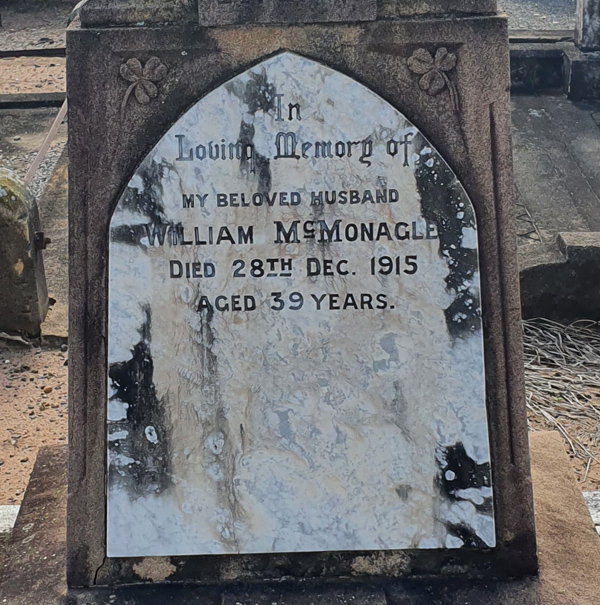 In
Loving Memory of
MY BELOVED HUSBAND
WILLIAM McMONAGLE
DIED 28TH DEC. 1915
AGED 39 YEARS.